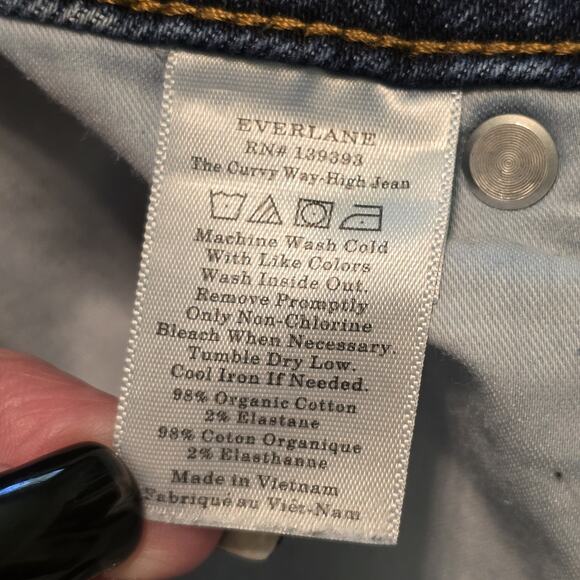 EVERLANE
RN# 139393
The Curvy Way-High Jean
Machine Wash Cold
With Like Colors
Wash Inside Out.
Remove Promptly
Only Non-Chlorine
Bleach When Necessary.
Tumble Dry Low.
Cool Iron If Needed.
98% Organic Cotton
2% Elastane
98% Coton Organique
2% Elasthanne
Made in Vietnam
Fabriqué au Viêt-Nam